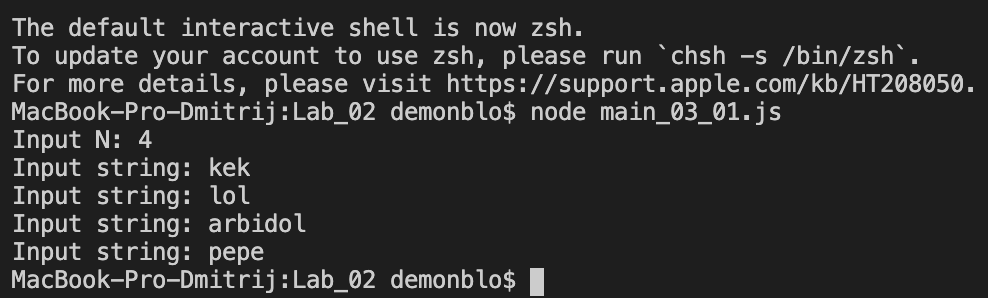 The default interactive shell is now zsh.
To update your account to use zsh, please run `chsh -s /bin/zsh`.
For more details, please visit https://support.apple.com/kb/HT208050.
MacBook-Pro-Dmitrij:Lab_02 demonblo$ node main_03_01.js
Input N: 4
Input string: kek
Input string: lol
Input string: arbidol
Input string: pepe
MacBook-Pro-Dmitrij:Lab_02 demonblo$